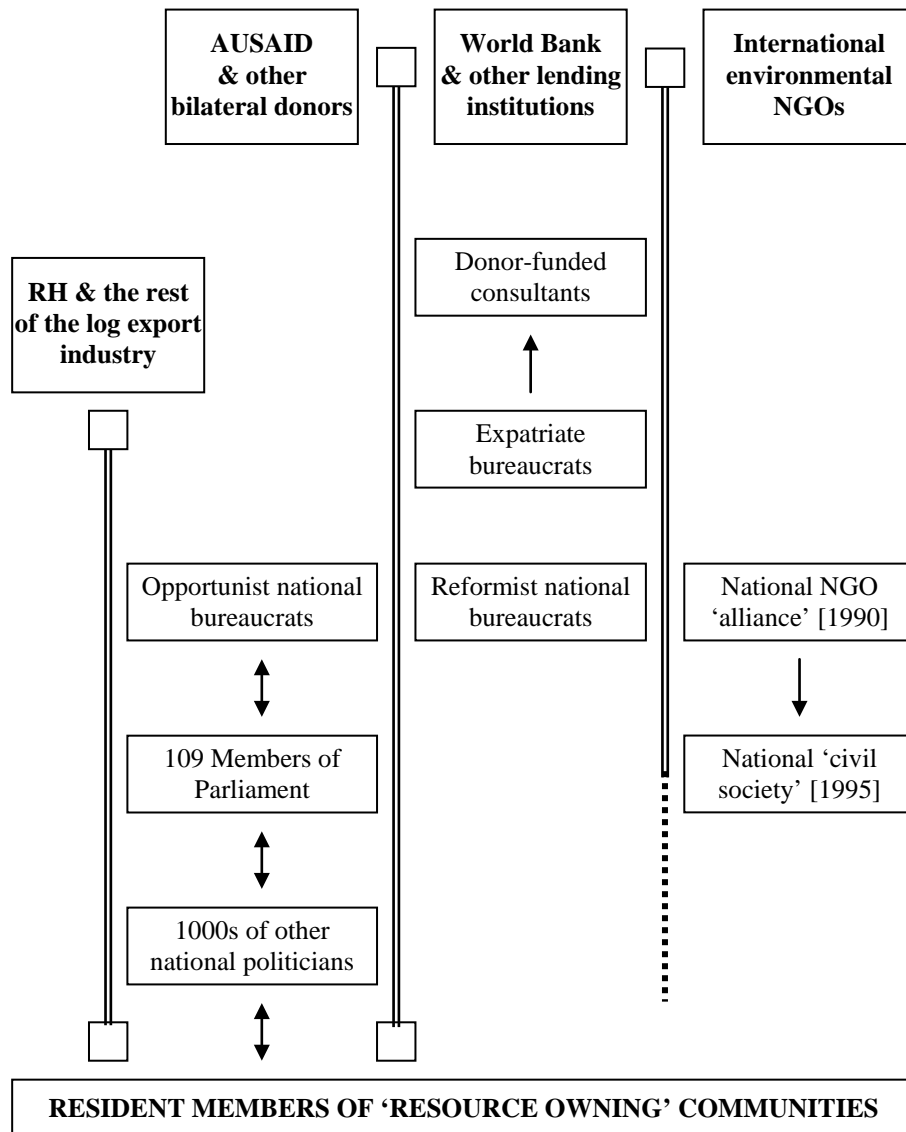 AUSAID
& other
bilateral donors
World Bank
& other lending
institutions
International
environmental
NGOs
RH & the rest
of the log export
industry
Donor-funded
consultants
Expatriate
bureaucrats
Opportunist national
bureaucrats
Reformist national
bureaucrats
National NGO
‘alliance’ [1990]
109 Members of
Parliament
National ‘civil
society’ [1995]
1000s of other
national politicians
RESIDENT MEMBERS OF ‘RESOURCE OWNING’ COMMUNITIES